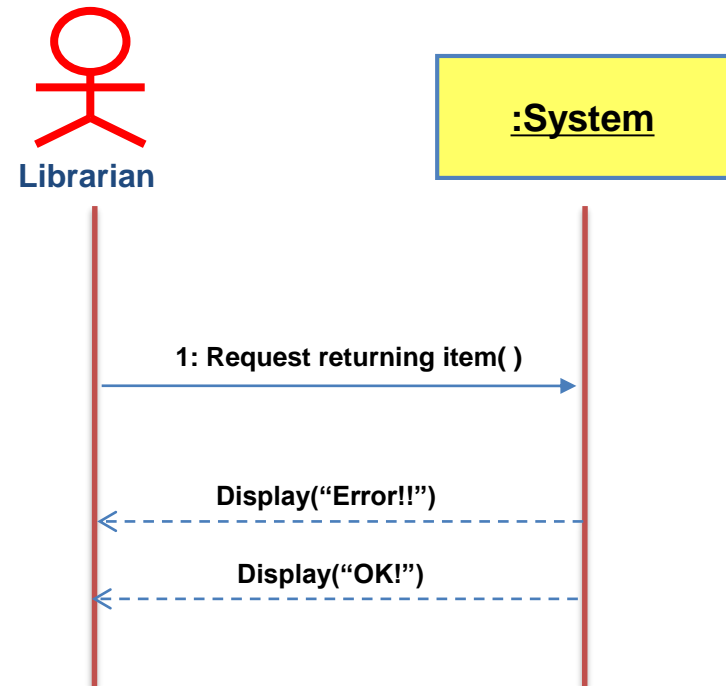 :System
Librarian
1: Request returning item( )
Display(“Error!!”)
Display(“OK!”)